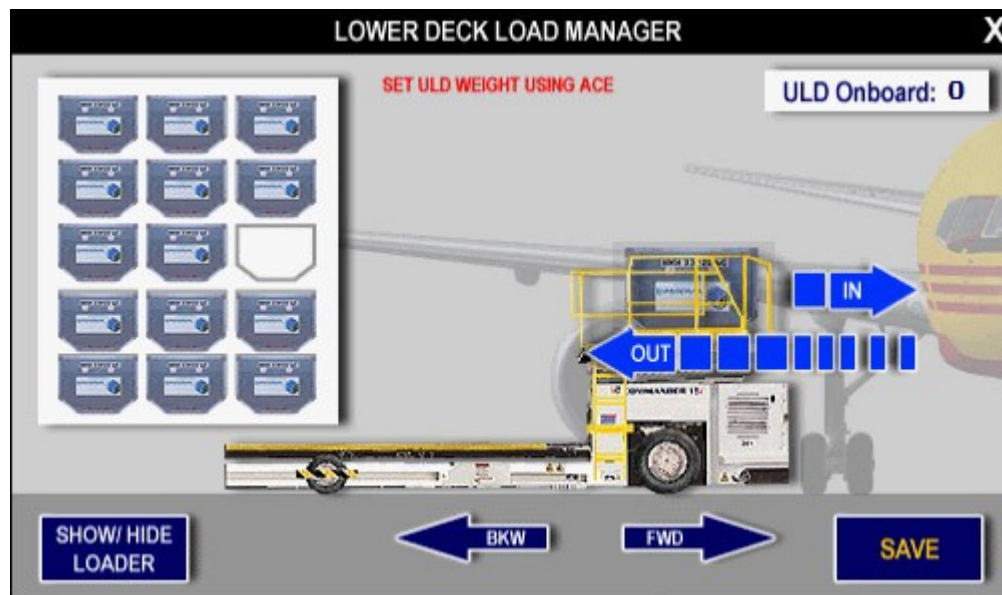 LOWER DECK LOAD MANAGER
X
SET ULD WEIGHT USING ACE
ULD Onboard: 0
IN
OUT
SHOW/ HIDE
LOADER
BKW
FWD
SAVE